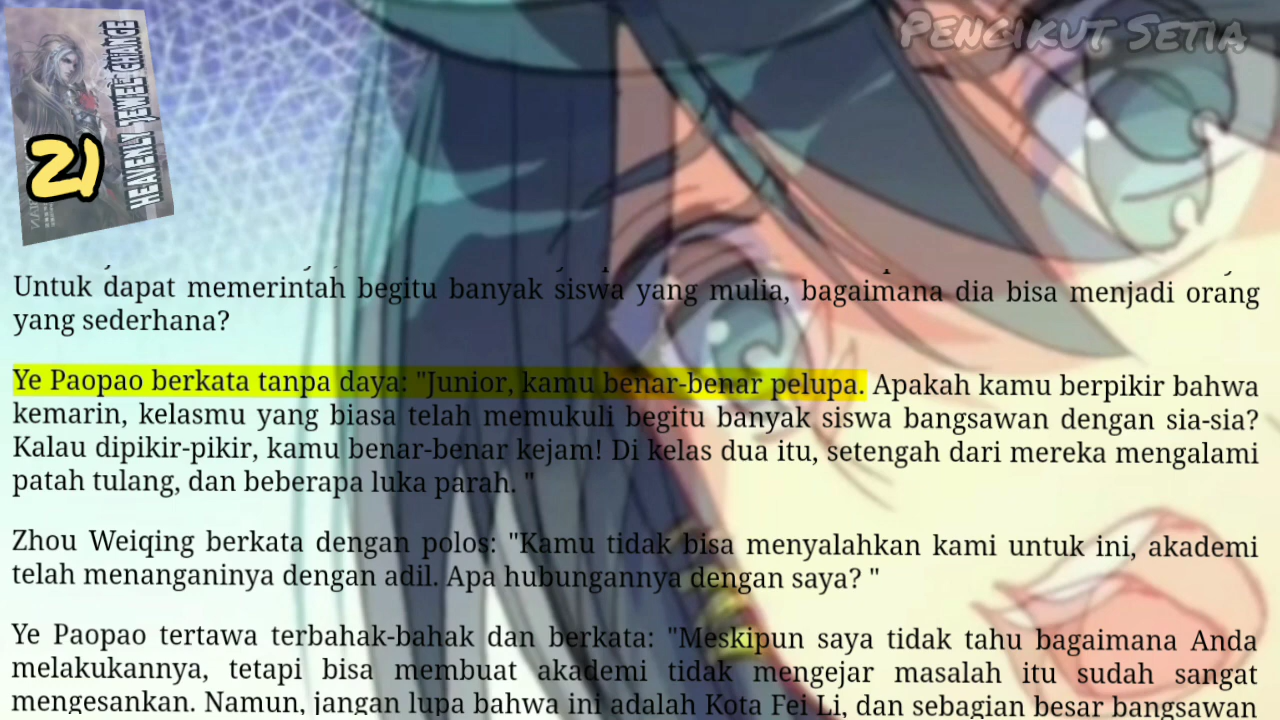 Pengikut Setia
HEAVENLY JEWEL CHANGE
21
Untuk dapat memerintah begitu banyak siswa yang mulia, bagaimana dia bisa menjadi orang
yang sederhana?
Ye Paopao berkata tanpa daya: "Junior, kamu benar-benar pelupa. Apakah kamu berpikir bahwa
kemarin, kelasmu yang biasa telah memukuli begitu banyak siswa bangsawan dengan sia-sia?
Kalau dipikir-pikir, kamu benar-benar kejam! Di kelas dua itu, setengah dari mereka mengalami
patah tulang, dan beberapa luka parah. "
Zhou Weiqing berkata dengan polos: "Kamu tidak bisa menyalahkan kami untuk ini, akademi
telah menanganinya dengan adil. Apa hubungannya dengan saya? "
Ye Paopao tertawa terbahak-bahak dan berkata: "Meskipun saya tidak tahu bagaimana Anda
melakukannya, tetapi bisa membuat akademi tidak mengejar masalah itu sudah sangat
mengesankan. Namun, jangan lupa bahwa ini adalah Kota Fei Li, dan sebagian besar bangsawan